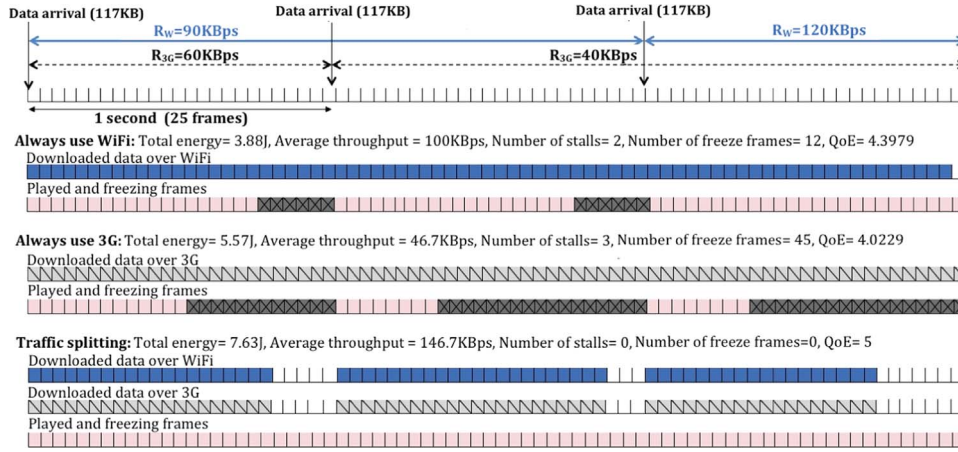 Data arrival (117KB) Data arrival (117KB) Data arrival (117KB)
RW=90KBps RW=120KBps
R3G=60KBps R3G=40KBps
1 second (25 frames)
Always use WiFi: Total energy= 3.88J, Average throughput = 100KBps, Number of stalls= 2, Number of freeze frames= 12, QoE= 4.3979
Downloaded data over WiFi
Played and freezing frames
Always use 3G: Total energy= 5.57J, Average throughput = 46.7KBps, Number of stalls= 3, Number of freeze frames= 45, QoE= 4.0229
Downloaded data over 3G
Played and freezing frames
Traffic splitting: Total energy= 7.63J, Average throughput = 146.7KBps, Number of stalls= 0, Number of freeze frames=0, QoE= 5
Downloaded data over WiFi
Downloaded data over 3G
Played and freezing frames